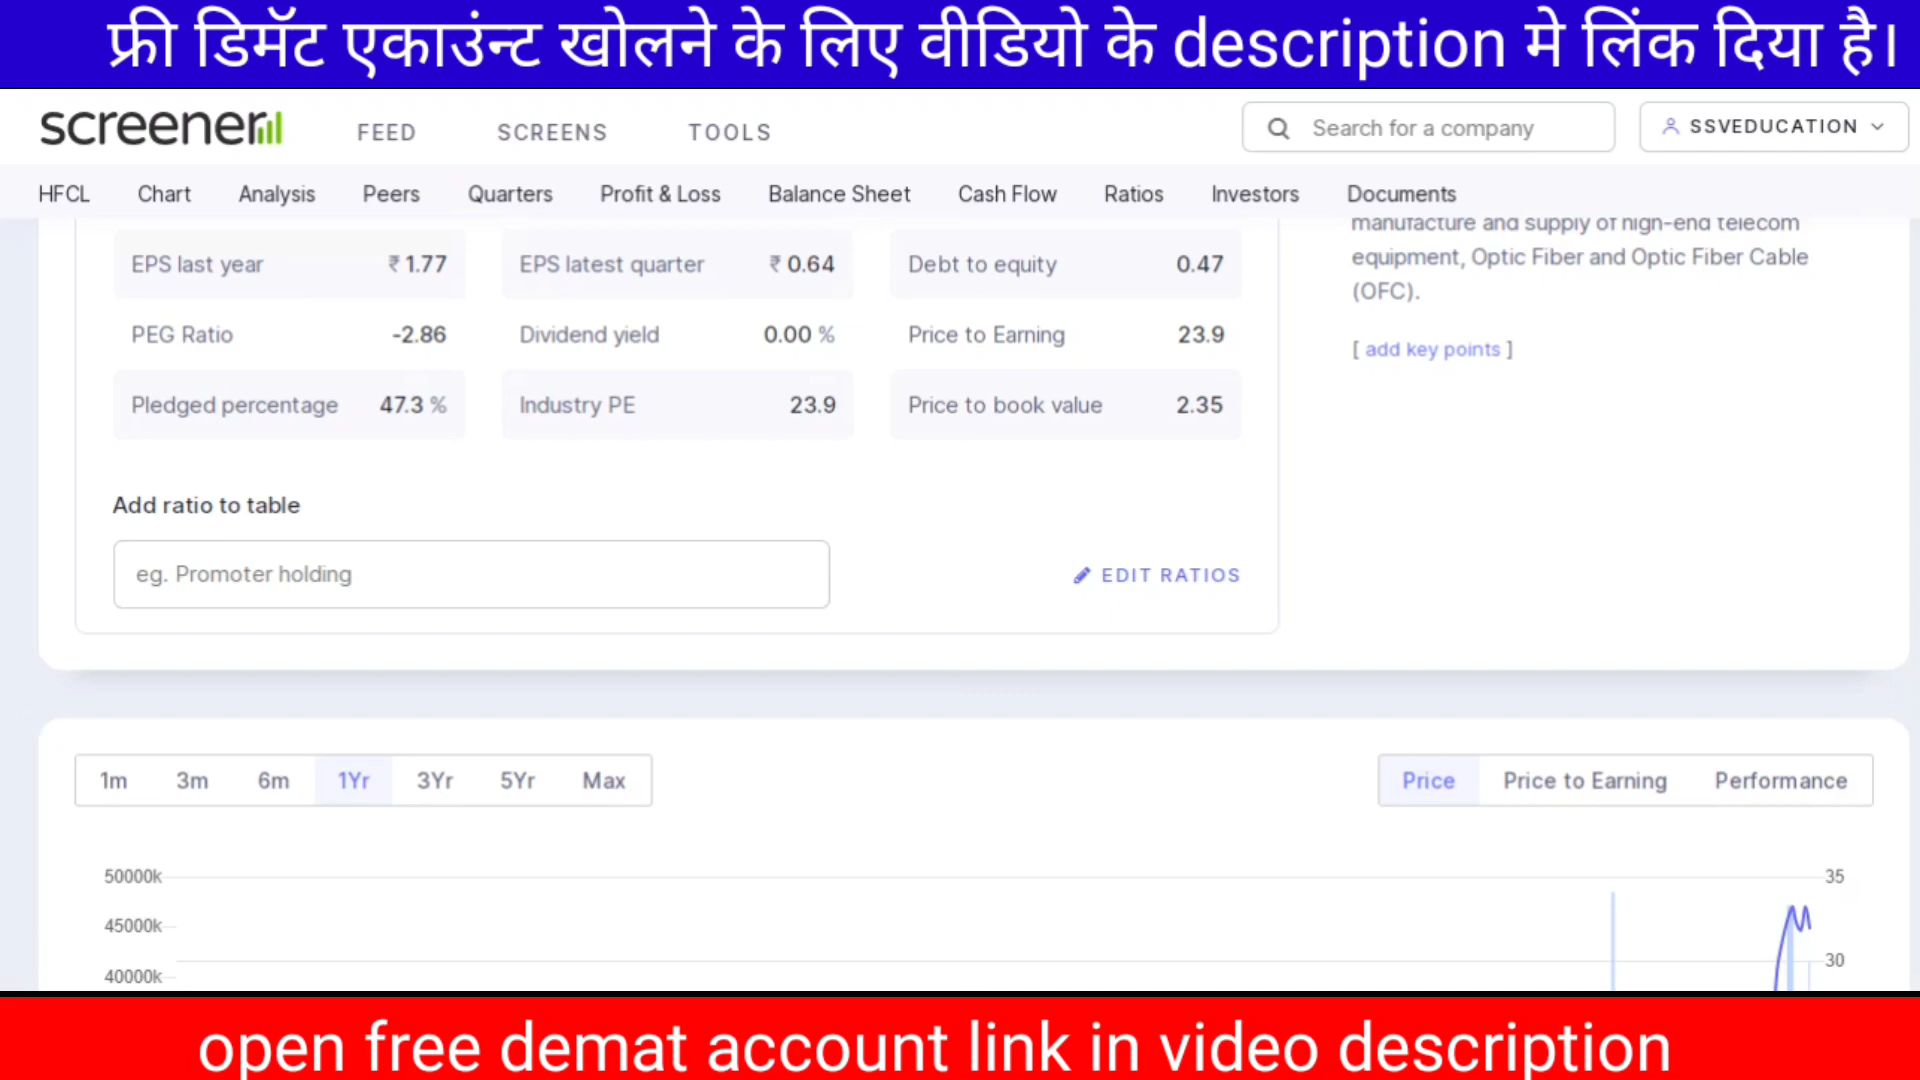 फ्री डिमॅट एकाउंन्ट खोलने के लिए वीडियो के description मे लिंक दिया है।
screener FEED SCREENS TOOLS Search for a company SSVEDUCATION
HFCL Chart Analysis Peers Quarters Profit & Loss Balance Sheet Cash Flow Ratios Investors Documents
manufacture and supply of high-end telecom
equipment, Optic Fiber and Optic Fiber Cable
(OFC).
[ add key points ]
EPS last year ₹ 1.77 EPS latest quarter ₹ 0.64 Debt to equity 0.47
PEG Ratio -2.86 Dividend yield 0.00 % Price to Earning 23.9
Pledged percentage 47.3 % Industry PE 23.9 Price to book value 2.35
Add ratio to table
eg. Promoter holding EDIT RATIOS
1m 3m 6m 1Yr 3Yr 5Yr Max Price Price to Earning Performance
50000k 35
45000k
40000k 30
open free demat account link in video description